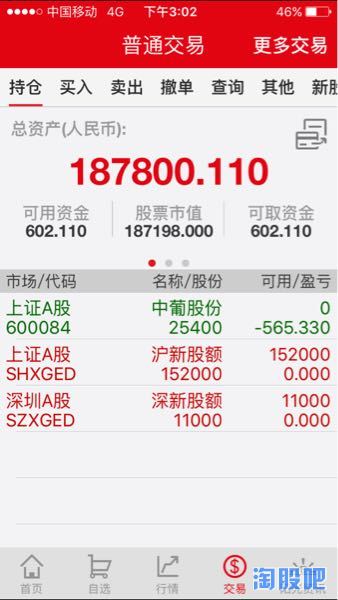 中国移动 4G 下午3:02 46%
普通交易 更多交易
持仓 买入 卖出 撤单 查询 其他 新股
总资产(人民币):
187800.110
可用资金 股票市值 可取资金
602.110 187198.000 602.110
市场/代码 名称/股份 可用/盈亏
上证A股 中葡股份 0
600084 25400 -565.330
上证A股 沪新股额 152000
SHXGED 152000 0.000
深圳A股 深新股额 11000
SZXGED 11000 0.000
首页 自选 行情 交易
淘股吧